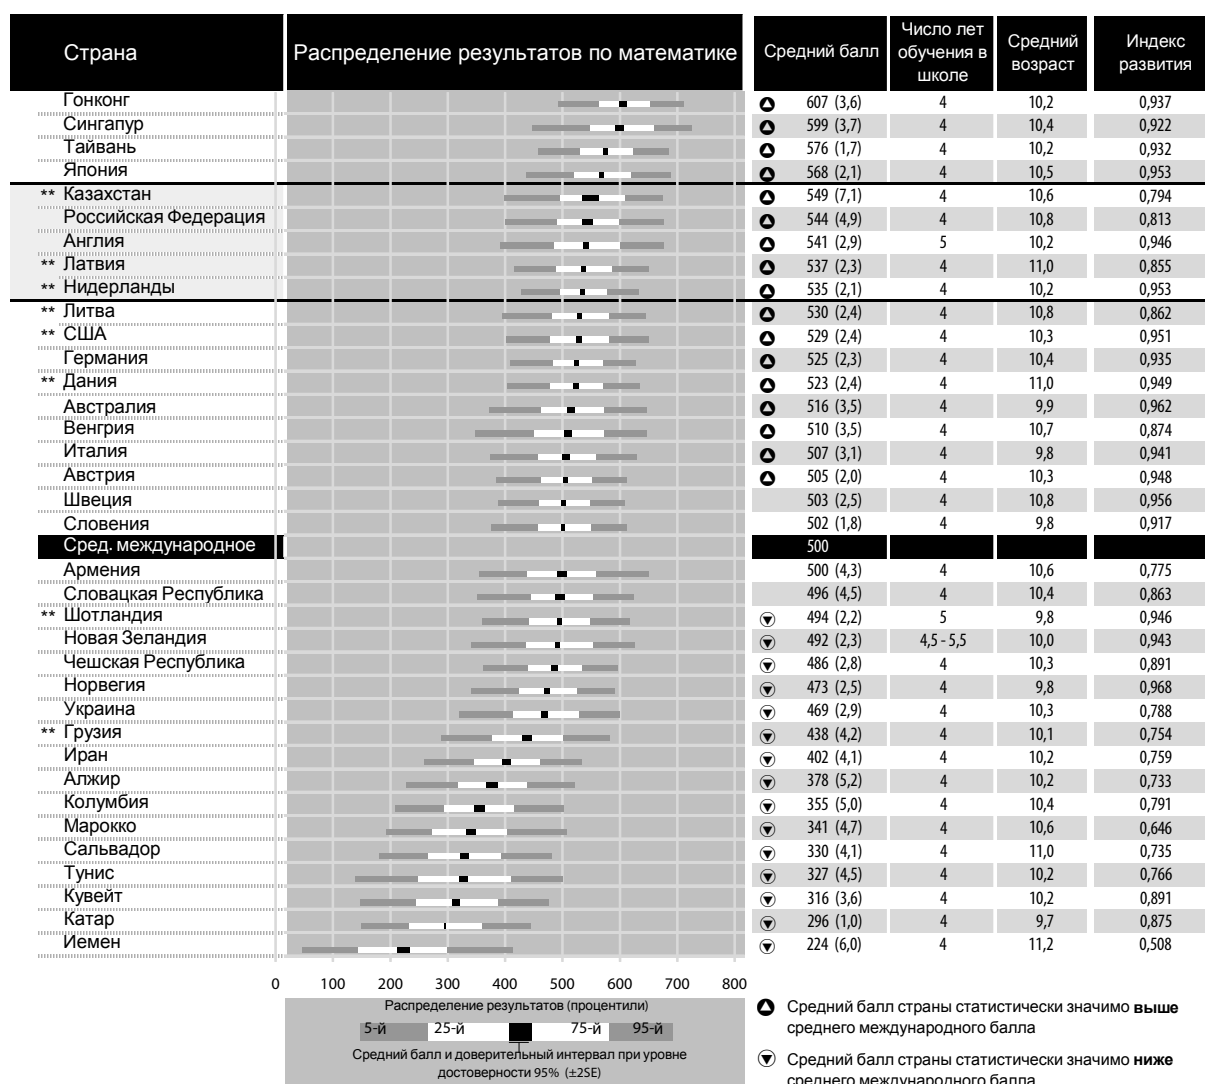 Страна Распределение результатов по математике Средний балл Число лет обучения в школе Средний возраст Индекс развития
Гонконг 607 (3,6) 4 10,2 0,937
Сингапур 599 (3,7) 4 10,4 0,922
Тайвань 576 (1,7) 4 10,2 0,932
Япония 568 (2,1) 4 10,5 0,953
** Казахстан 549 (7,1) 4 10,6 0,794
Российская Федерация 544 (4,9) 4 10,8 0,813
Англия 541 (2,9) 5 10,2 0,946
** Латвия 537 (2,3) 4 11,0 0,855
** Нидерланды 535 (2,1) 4 10,2 0,953
** Литва 530 (2,4) 4 10,8 0,862
** США 529 (2,4) 4 10,3 0,951
Германия 525 (2,3) 4 10,4 0,935
** Дания 523 (2,4) 4 11,0 0,949
Австралия 516 (3,5) 4 9,9 0,962
Венгрия 510 (3,5) 4 10,7 0,874
Италия 507 (3,1) 4 9,8 0,941
Австрия 505 (2,0) 4 10,3 0,948
Швеция 503 (2,5) 4 10,8 0,956
Словения 502 (1,8) 4 9,8 0,917
Сред. международное 500
Армения 500 (4,3) 4 10,6 0,775
Словацкая Республика 496 (4,5) 4 10,4 0,863
** Шотландия 494 (2,2) 5 9,8 0,946
Новая Зеландия 492 (2,3) 4,5 - 5,5 10,0 0,943
Чешская Республика 486 (2,8) 4 10,3 0,891
Норвегия 473 (2,5) 4 9,8 0,968
Украина 469 (2,9) 4 10,3 0,788
** Грузия 438 (4,2) 4 10,1 0,754
Иран 402 (4,1) 4 10,2 0,759
Алжир 378 (5,2) 4 10,2 0,733
Колумбия 355 (5,0) 4 10,4 0,791
Марокко 341 (4,7) 4 10,6 0,646
Сальвадор 330 (4,1) 4 11,0 0,735
Тунис 327 (4,5) 4 10,2 0,766
Кувейт 316 (3,6) 4 10,2 0,891
Катар 296 (1,0) 4 9,7 0,875
Иемен 224 (6,0) 4 11,2 0,508
0 100 200 300 400 500 600 700 800
Распределение результатов (процентили)
5-й 25-й 75-й 95-й
Средний балл и доверительный интервал при уровне
достоверности 95% (±2SE)
Средний балл страны статистически значимо выше
среднего международного балла
Средний балл страны статистически значимо ниже
среднего международного балла